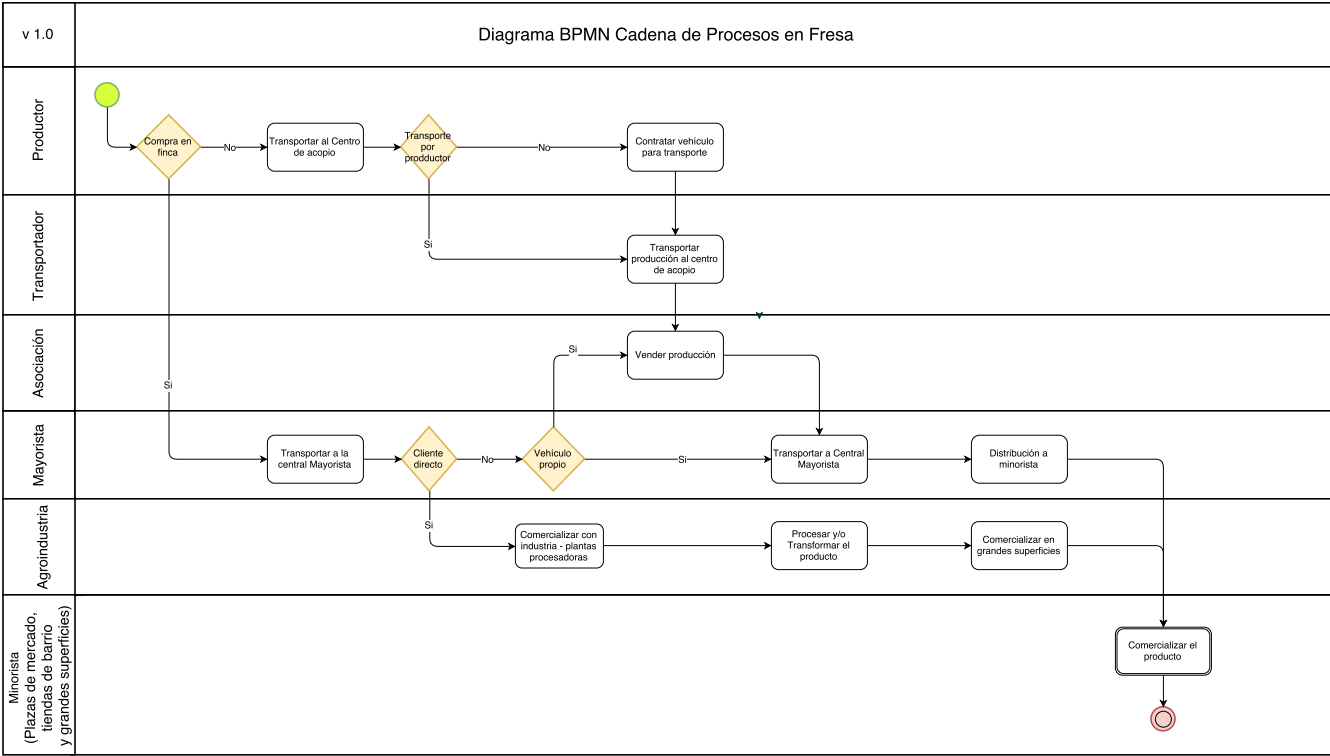 v 1.0
Diagrama BPMN Cadena de Procesos en Fresa
Productor
Compra en
finca
No
Transportar al Centro
de acopio
Transporte
por
prodductor
No
Contratar vehículo
para transporte
Transportador
Si
Transportar
producción al centro
de acopio
Asociación
Si
Si
Vender producción
Mayorista
Transportar a la
central Mayorista
Cliente
directo
No
Vehículo
propio
Si
Transportar a Central
Mayorista
Distribución a
minorista
Agroindustria
Si
Comercializar con
industria - plantas
procesadoras
Procesar y/o
Transformar el
producto
Comercializar en
grandes superficies
Minorista
(Plazas de mercado,
tiendas de barrio
y grandes superficies)
Comercializar el
producto